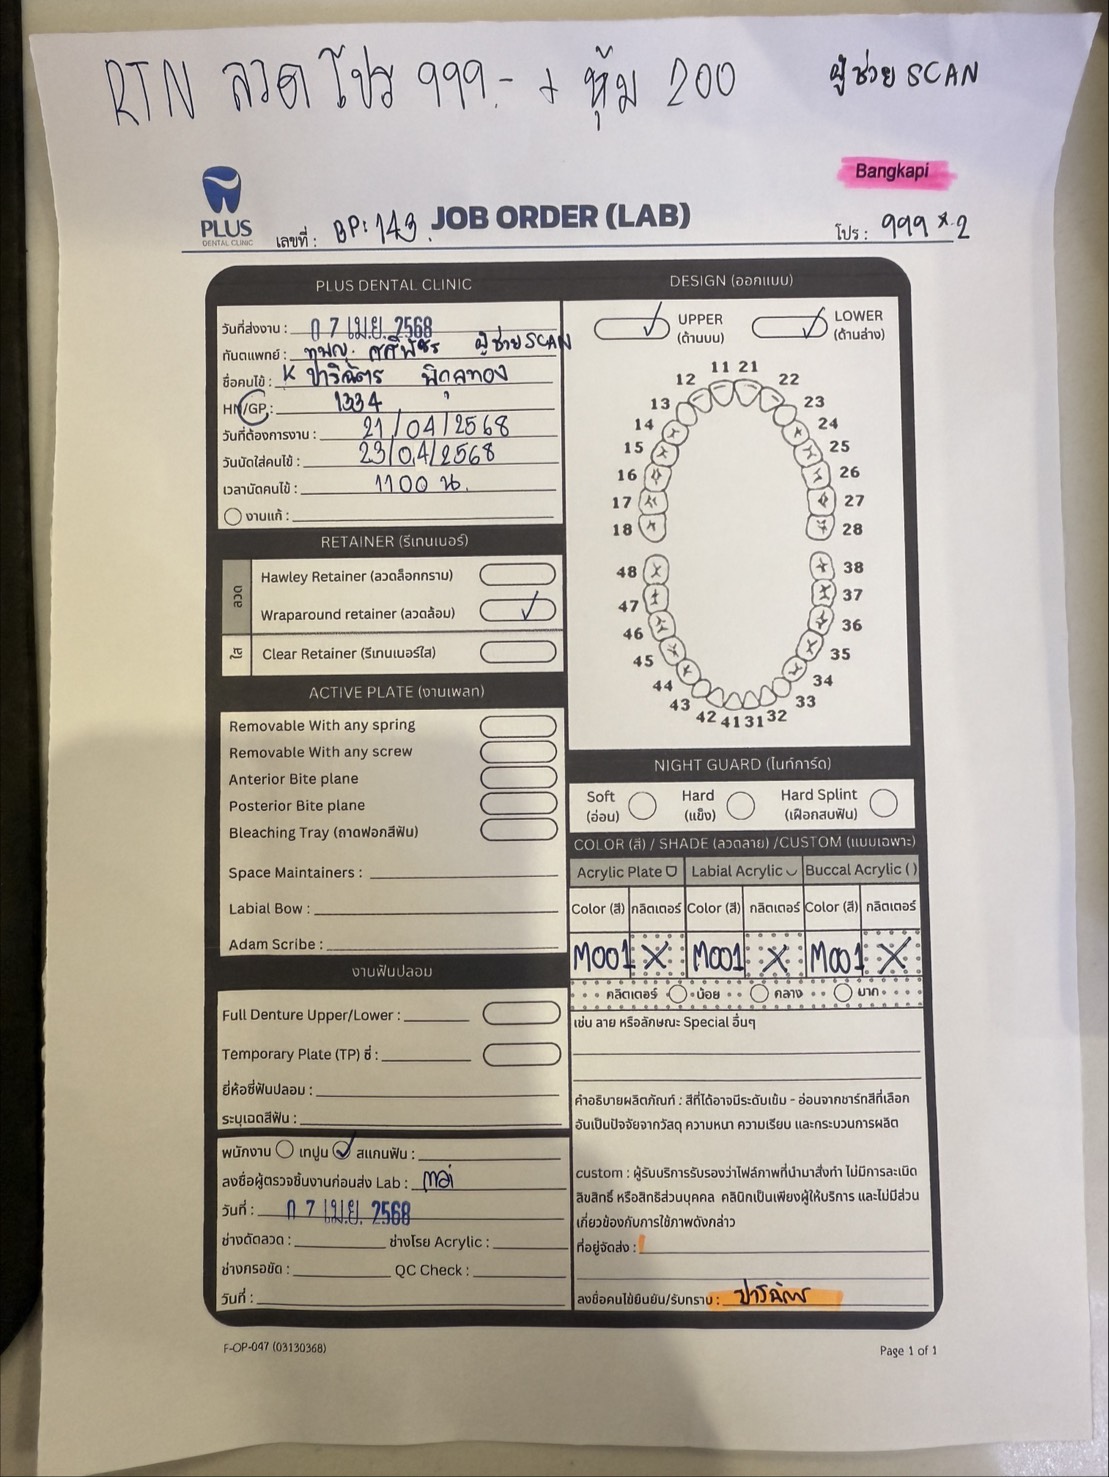 RTN ลวด โปร 999.- + หุ้ม 200 ผู้ช่วย SCAN
Bangkapi
PLUS
DENTAL CLINIC
เลขที่ : BP: 143. JOB ORDER (LAB) โปร : 999 x 2
PLUS DENTAL CLINIC
วันที่ส่งงาน : 07 เม.ย. 2568
ทันตแพทย์ : ทพญ. ศศิพัชร ผู้ช่วย SCAN
ชื่อคนไข้ : K ปาริฉัตร พิกุลทอง
HN/GP : 1334
วันที่ต้องการงาน : 21/04/2568
วันนัดใส่คนไข้ : 23/04/2568
เวลานัดคนไข้ : 1100 น.
งานแก้ :
RETAINER (รีเทนเนอร์)
ลวด
Hawley Retainer (ลวดล็อกกราม)
Wraparound retainer (ลวดล้อม) ✓
ใส
Clear Retainer (รีเทนเนอร์ใส)
ACTIVE PLATE (งานเพลท)
Removable With any spring
Removable With any screw
Anterior Bite plane
Posterior Bite plane
Bleaching Tray (ถาดฟอกสีฟัน)
Space Maintainers :
Labial Bow :
Adam Scribe :
งานฟันปลอม
Full Denture Upper/Lower :
Temporary Plate (TP) ซี่ :
ยี่ห้อซี่ฟันปลอม :
ระบุเฉดสีฟัน :
พนักงาน เทปูน ✓ สแกนฟัน :
ลงชื่อผู้ตรวจชิ้นงานก่อนส่ง Lab : mai
วันที่ : 07 เม.ย. 2568
ช่างดัดลวด : ช่างโรย Acrylic :
ช่างกรอขัด : QC Check :
วันที่ :
DESIGN (ออกแบบ)
✓ UPPER ✓ LOWER
(ด้านบน) (ด้านล่าง)
11 21
12 22
13 23
14 24
15 25
16 26
17 27
18 28
48 38
47 37
46 36
45 35
44 34
43 33
42 41 31 32
NIGHT GUARD (ไนท์การ์ด)
Soft Hard Hard Splint
(อ่อน) (แข็ง) (เฝือกสบฟัน)
COLOR (สี) / SHADE (ลวดลาย) /CUSTOM (แบบเฉพาะ)
Acrylic Plate Labial Acrylic Buccal Acrylic ( )
Color (สี) กลิตเตอร์ Color (สี) กลิตเตอร์ Color (สี) กลิตเตอร์
M001 X M001 X M001 X
กลิตเตอร์ น้อย กลาง มาก
เช่น ลาย หรือลักษณะ Special อื่นๆ
คำอธิบายผลิตภัณฑ์ : สีที่ได้อาจมีระดับเข้ม - อ่อนจากชาร์ทสีที่เลือก
อันเป็นปัจจัยจากวัสดุ ความหนา ความเรียบ และกระบวนการผลิต
custom : ผู้รับบริการรับรองว่าไฟล์ภาพที่นำมาสั่งทำ ไม่มีการละเมิด
ลิขสิทธิ์ หรือสิทธิส่วนบุคคล คลินิกเป็นเพียงผู้ให้บริการ และไม่มีส่วน
เกี่ยวข้องกับการใช้ภาพดังกล่าว
ที่อยู่จัดส่ง :
ลงชื่อคนไข้ยืนยัน/รับทราบ : ปาริฉัตร
F-OP-047 (03130368) Page 1 of 1